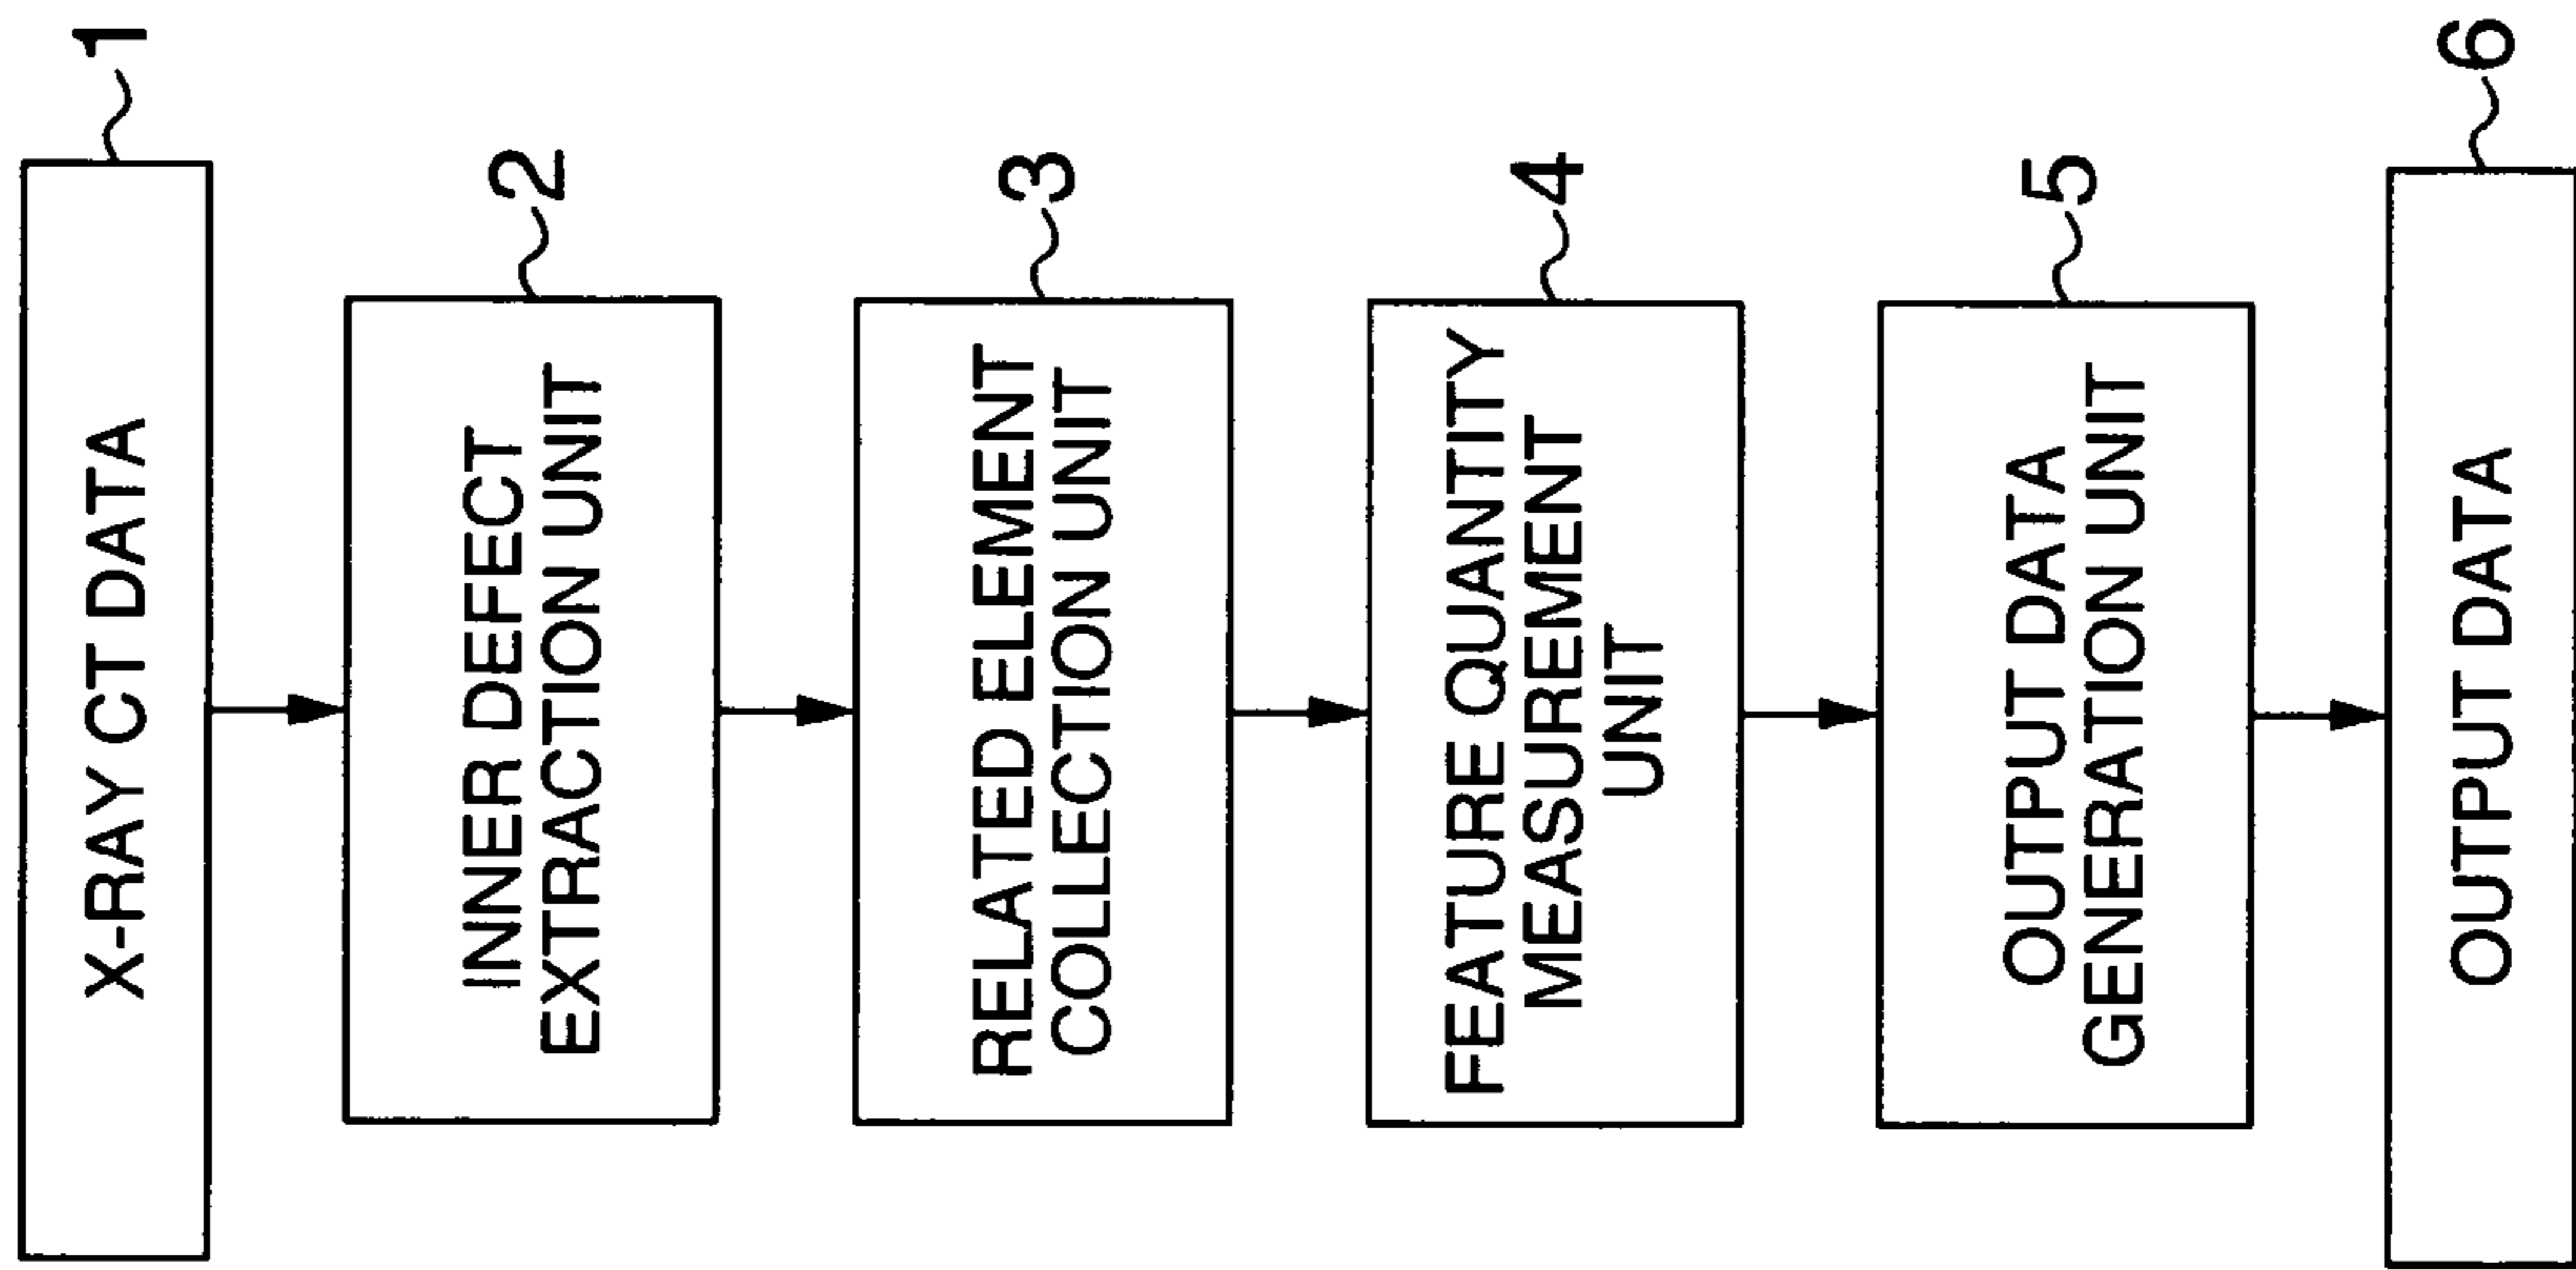 X-RAY CT DATA
1
INNER DEFECT
EXTRACTION UNIT
2
RELATED ELEMENT
COLLECTION UNIT
3
FEATURE QUANTITY
MEASUREMENT
UNIT
4
OUTPUT DATA
GENERATION UNIT
5
OUTPUT DATA
6